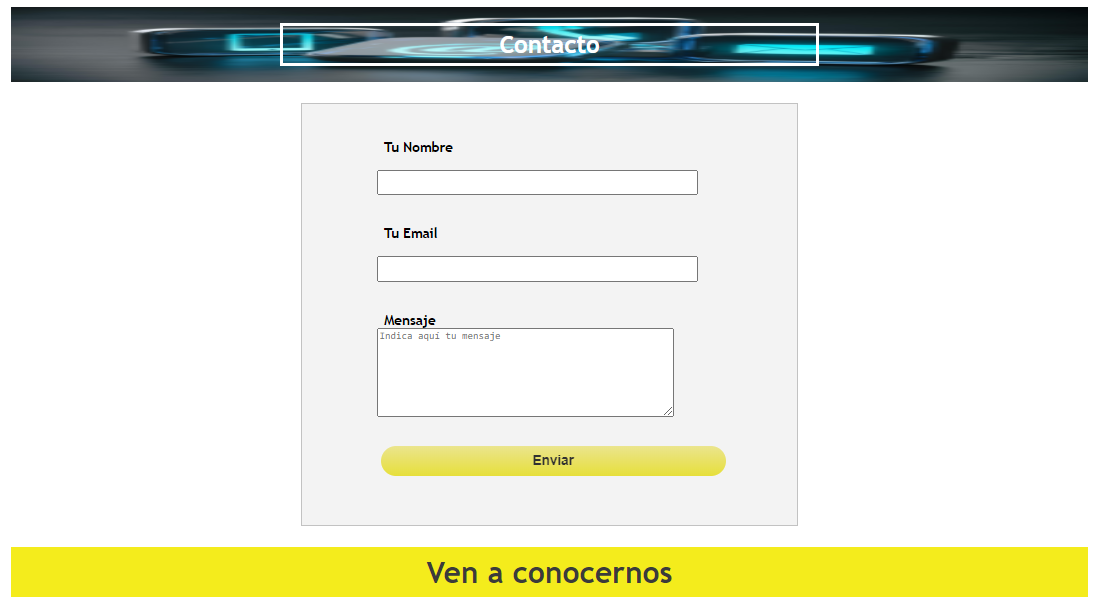 Contacto
Tu Nombre
Tu Email
Mensaje
Indica aquí tu mensaje
Enviar
Ven a conocernos